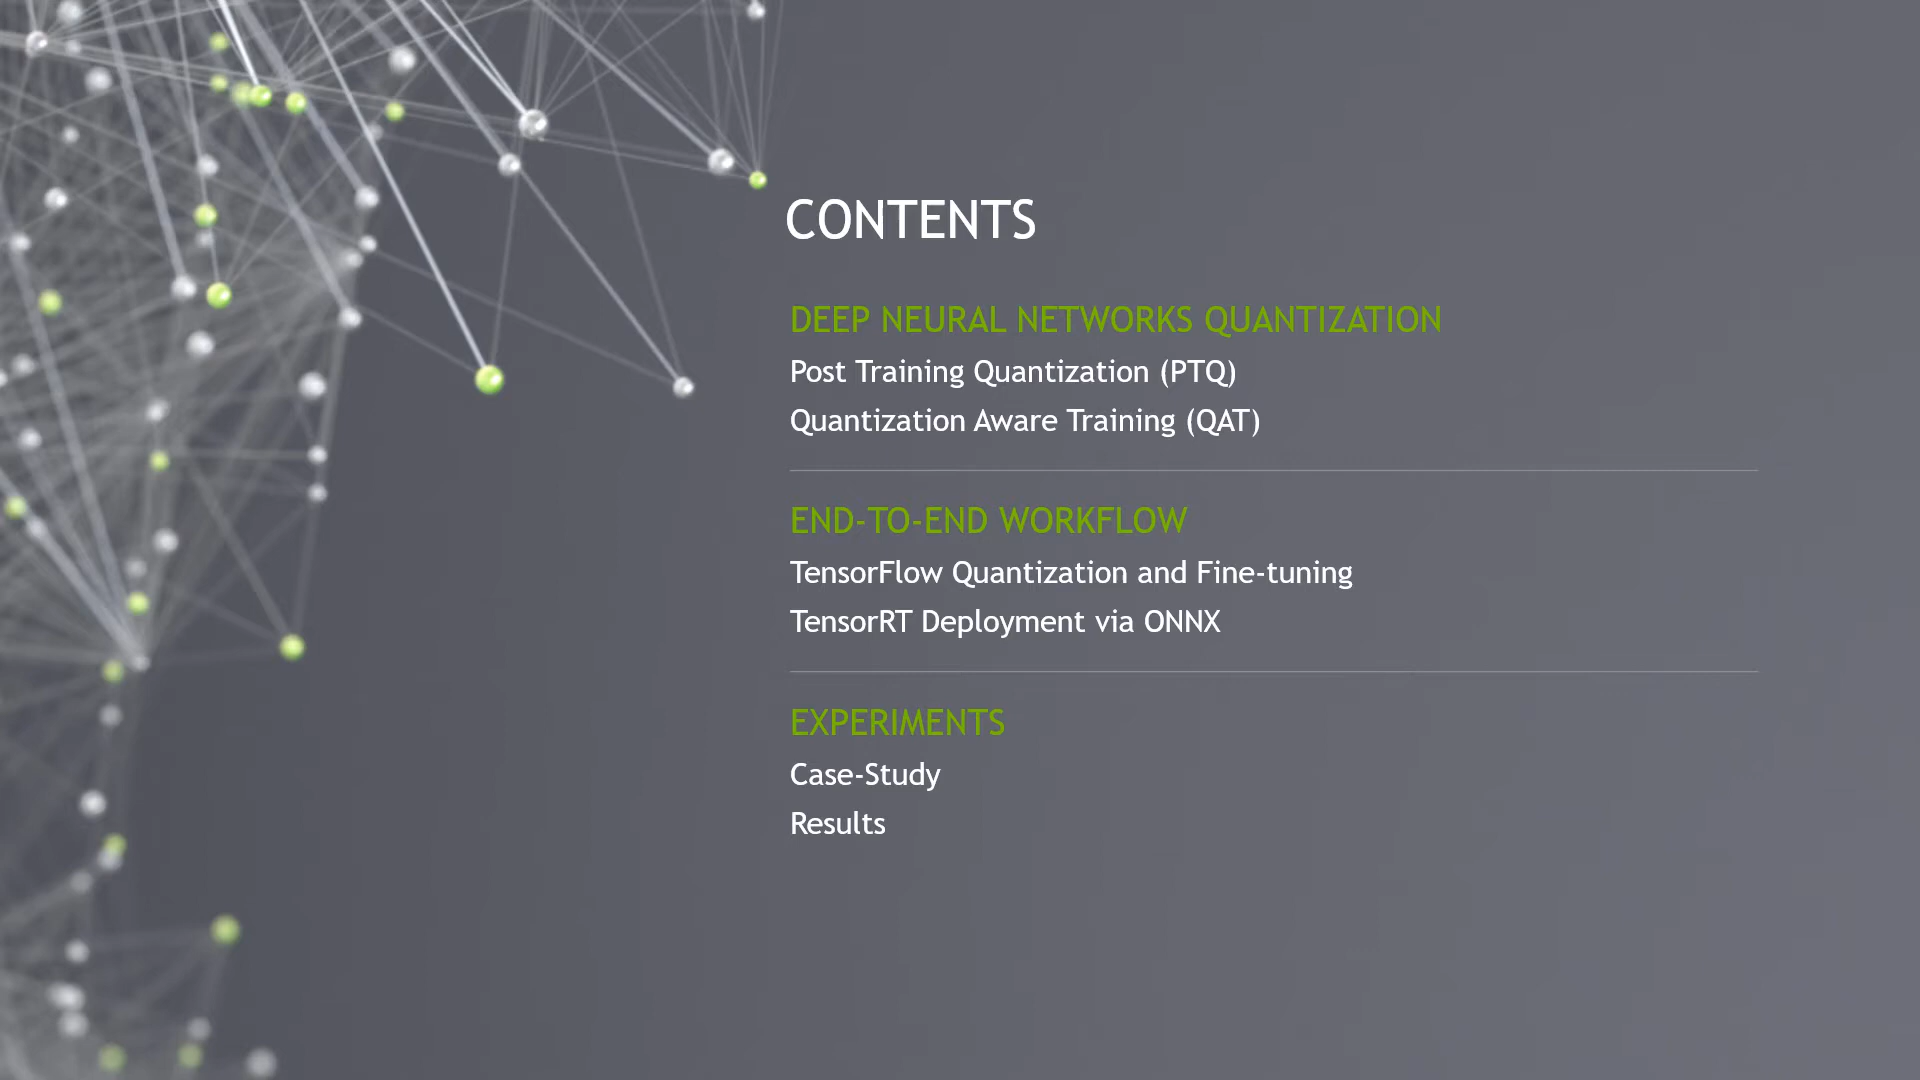 CONTENTS
DEEP NEURAL NETWORKS QUANTIZATION
Post Training Quantization (PTQ)
Quantization Aware Training (QAT)
END-TO-END WORKFLOW
TensorFlow Quantization and Fine-tuning
TensorRT Deployment via ONNX
EXPERIMENTS
Case-Study
Results